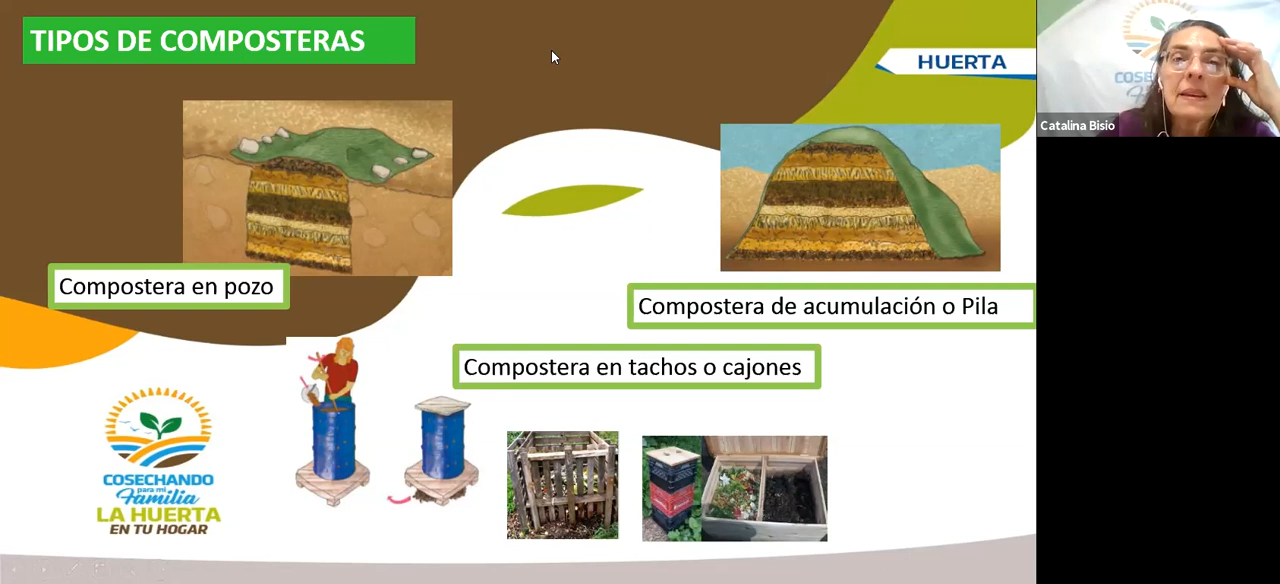 TIPOS DE COMPOSTERAS
HUERTA
COSE
Catalina Bisio
Compostera en pozo
Compostera de acumulación o Pila
Compostera en tachos o cajones
COSECHANDO
para mi
Familia
LA HUERTA
EN TU HOGAR